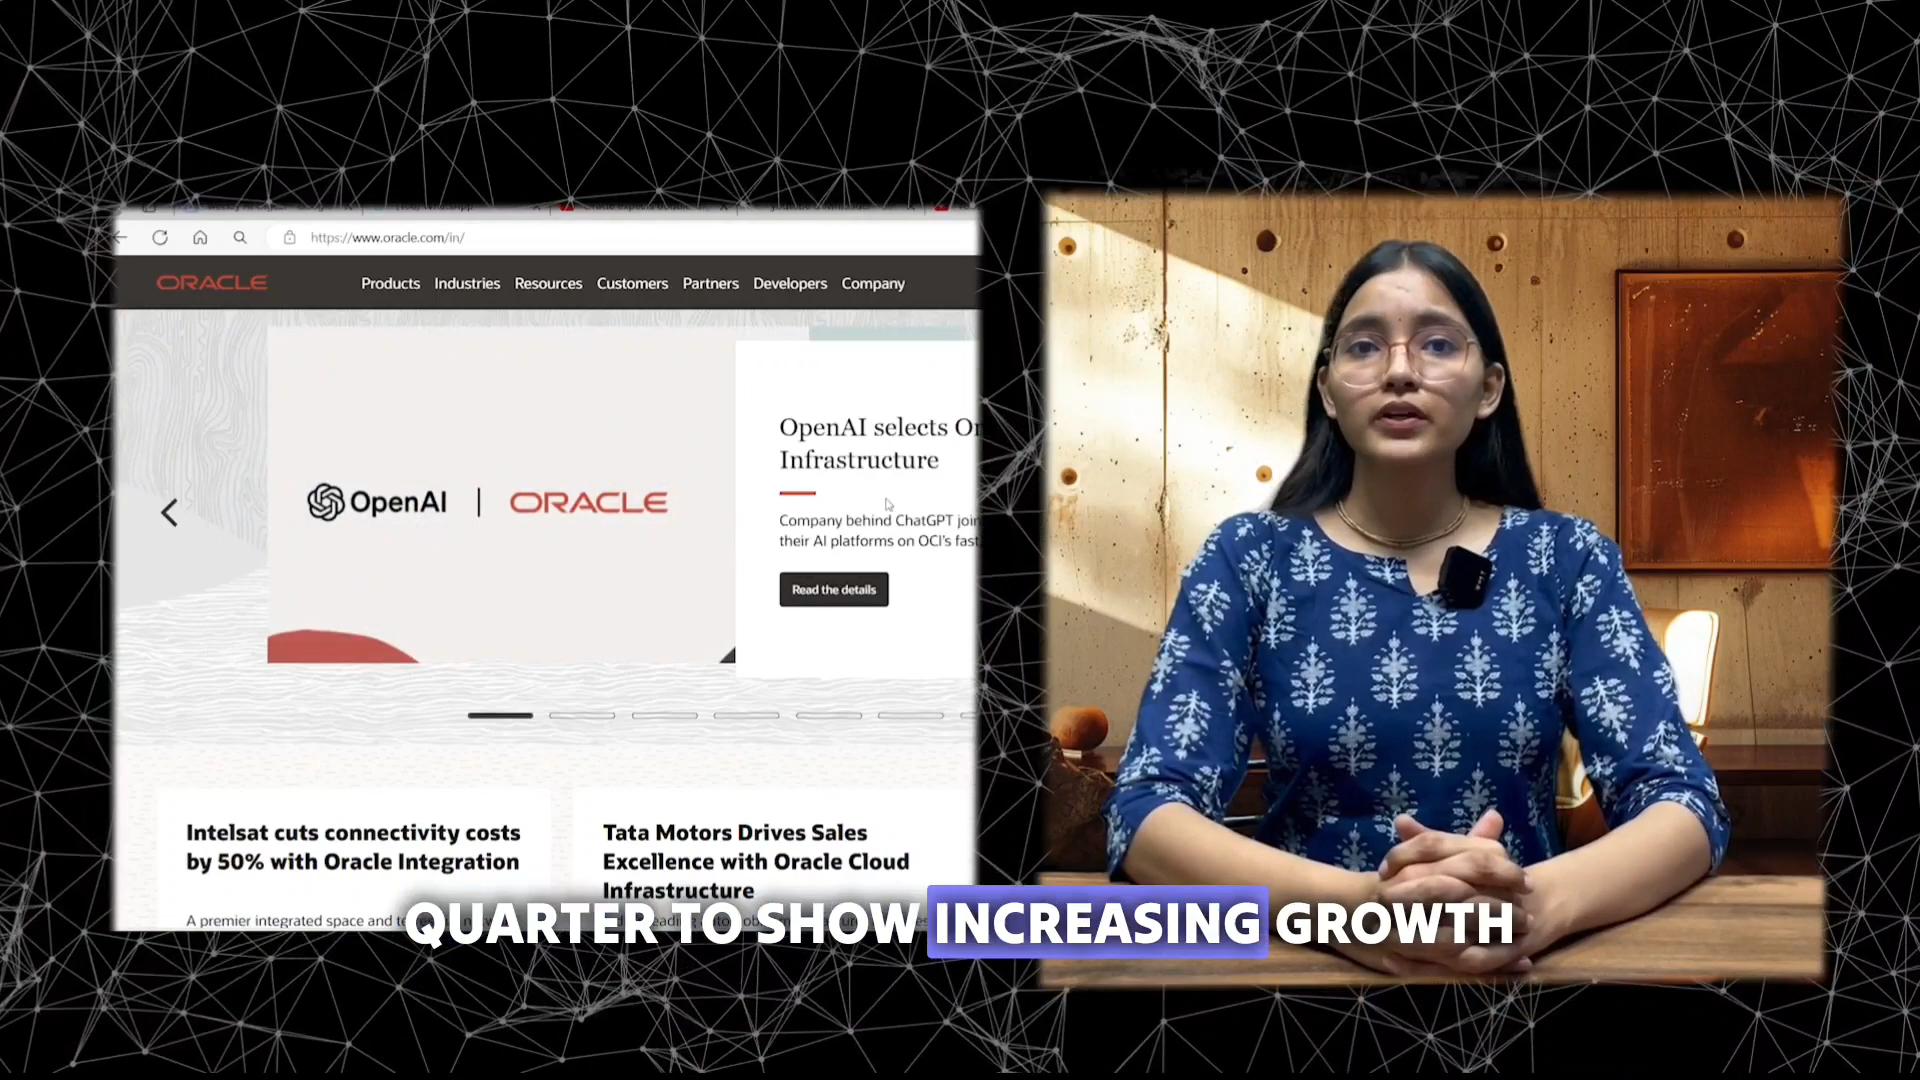 https://www.oracle.com/in/
ORACLE
Products Industries Resources Customers Partners Developers Company
OpenAI | ORACLE
OpenAI selects
Infrastructure
Company behind ChatGPT
their AI platforms on OCI's fast
Read the details
Intelsat cuts connectivity costs
by 50% with Oracle Integration
A premier integrated space and
Tata Motors Drives Sales
Excellence with Oracle Cloud
Infrastructure
QUARTER TO SHOW INCREASING GROWTH